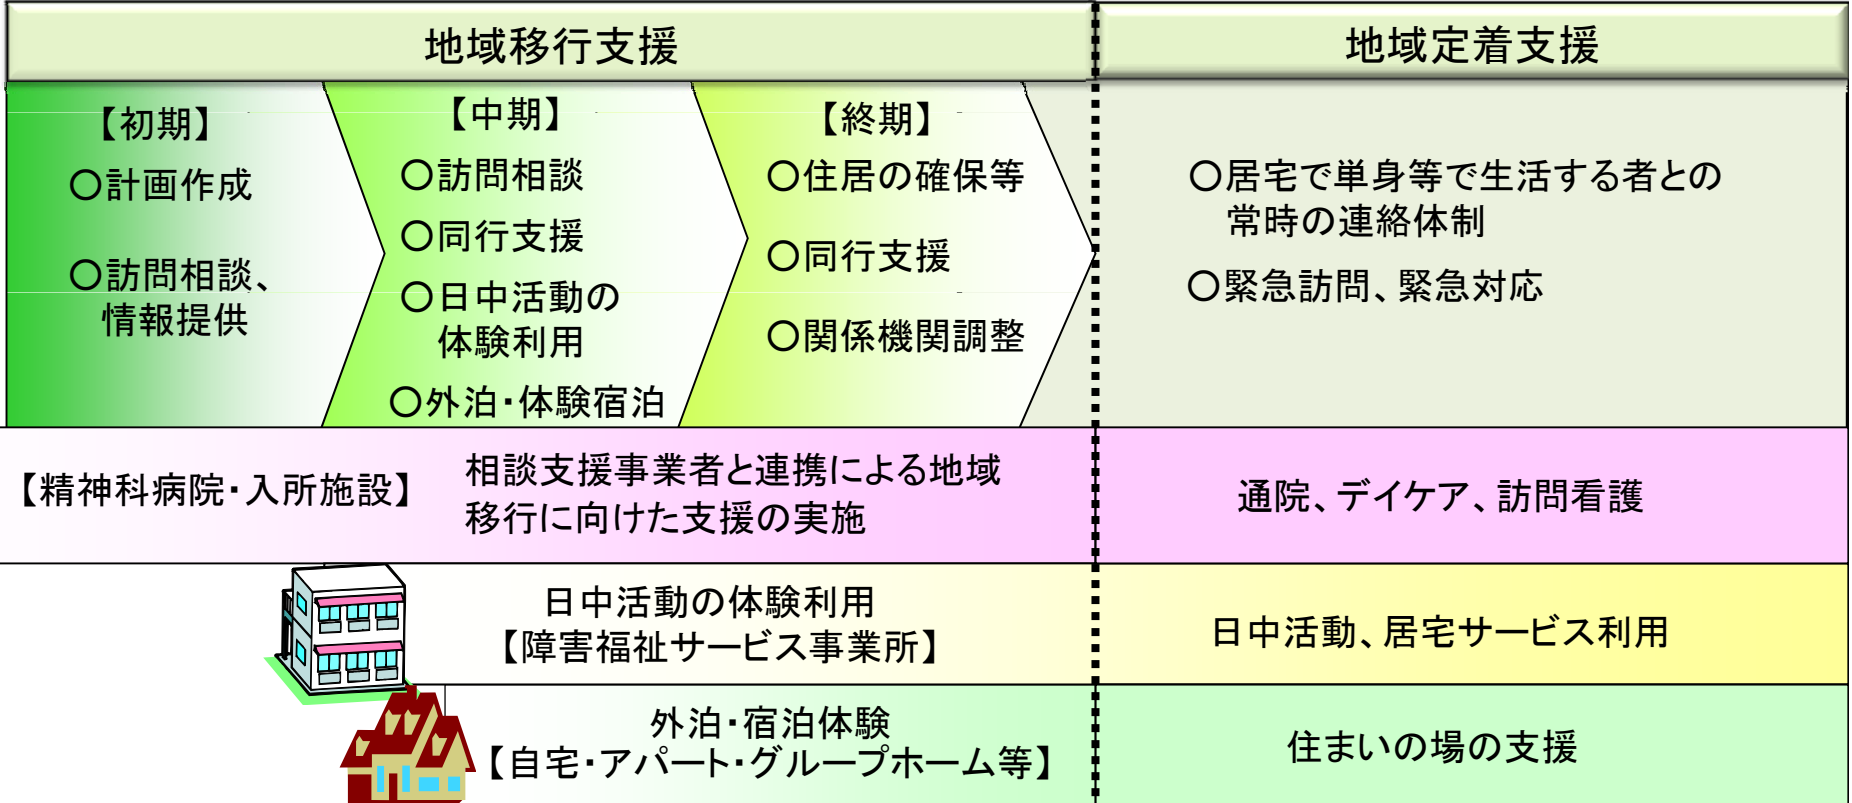 地域移行支援
地域定着支援
【初期】
○計画作成
○訪問相談、
情報提供
【中期】
○訪問相談
○同行支援
○日中活動の
体験利用
○外泊・体験宿泊
【終期】
○住居の確保等
○同行支援
○関係機関調整
○居宅で単身等で生活する者との
常時の連絡体制
○緊急訪問、緊急対応
【精神科病院・入所施設】
相談支援事業者と連携による地域
移行に向けた支援の実施
通院、デイケア、訪問看護
日中活動の体験利用
【障害福祉サービス事業所】
日中活動、居宅サービス利用
外泊・宿泊体験
【自宅・アパート・グループホーム等】
住まいの場の支援